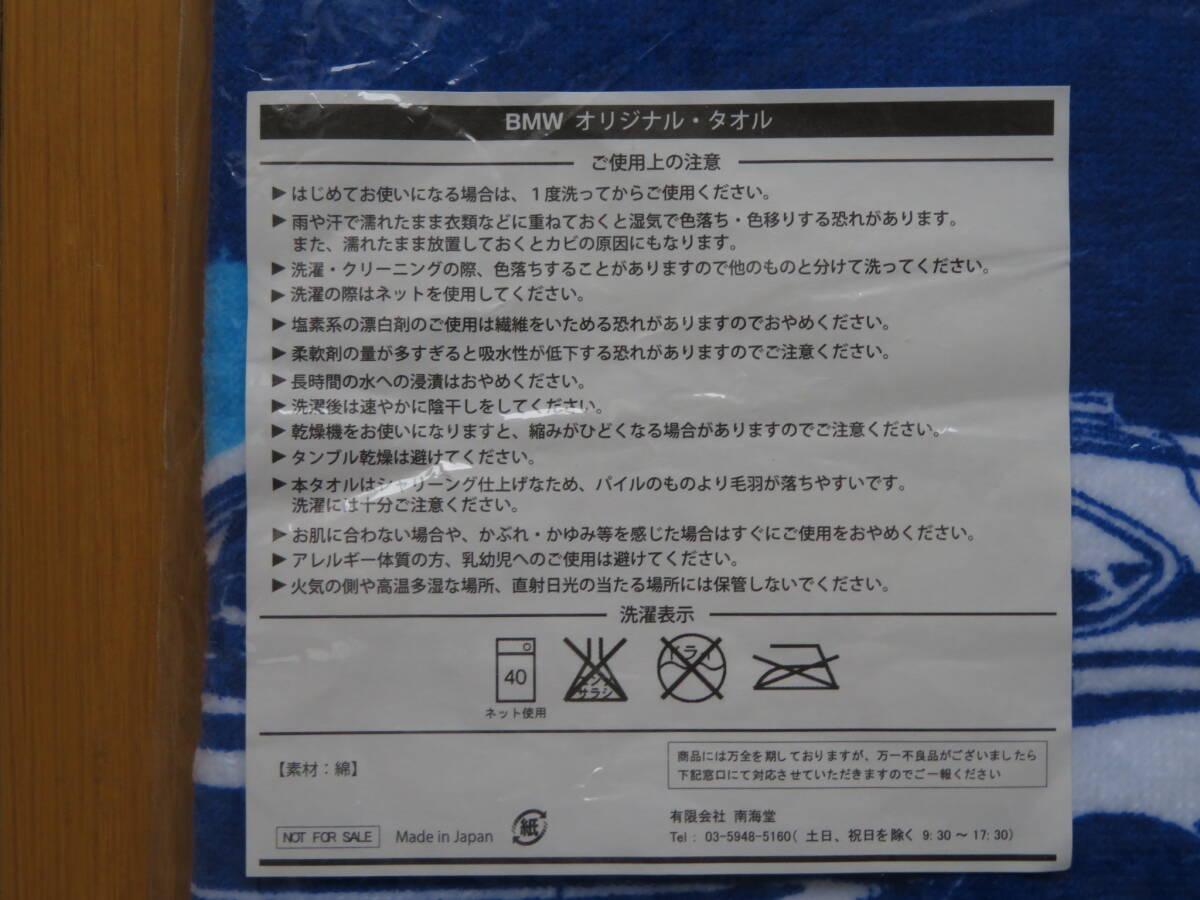 BMW オリジナル・タオル
ご使用上の注意
▶はじめてお使いになる場合は、1度洗ってからご使用ください。
▶雨や汗で濡れたまま衣類などに重ねておくと湿気で色落ち・色移りする恐れがあります。
また、濡れたまま放置しておくとカビの原因にもなります。
▶洗濯・クリーニングの際、色落ちすることがありますので他のものと分けて洗ってください。
▶洗濯の際はネットを使用してください。
▶塩素系の漂白剤のご使用は繊維をいためる恐れがありますのでおやめください。
▶柔軟剤の量が多すぎると吸水性が低下する恐れがありますのでご注意ください。
▶長時間の水への浸漬はおやめください。
▶洗濯後は速やかに陰干しをしてください。
▶乾燥機をお使いになりますと、縮みがひどくなる場合がありますのでご注意ください。
▶タンブル乾燥は避けてください。
▶本タオルはシャーリング仕上げなため、パイルのものより毛羽が落ちやすいです。
洗濯には十分ご注意ください。
▶お肌に合わない場合や、かぶれ・かゆみ等を感じた場合はすぐにご使用をおやめください。
▶アレルギー体質の方、乳幼児へのご使用は避けてください。
▶火気の側や高温多湿な場所、直射日光の当たる場所には保管しないでください。
洗濯表示
40
エンソ
サラシ
ドライ
ネット使用
【素材：綿】
商品には万全を期しておりますが、万一不良品がございましたら
下記窓口にて対応させていただきますのでご一報ください
NOT FOR SALE
Made in Japan
紙
有限会社 南海堂
Tel : 03-5948-5160( 土日、祝日を除く 9:30 ～ 17:30)